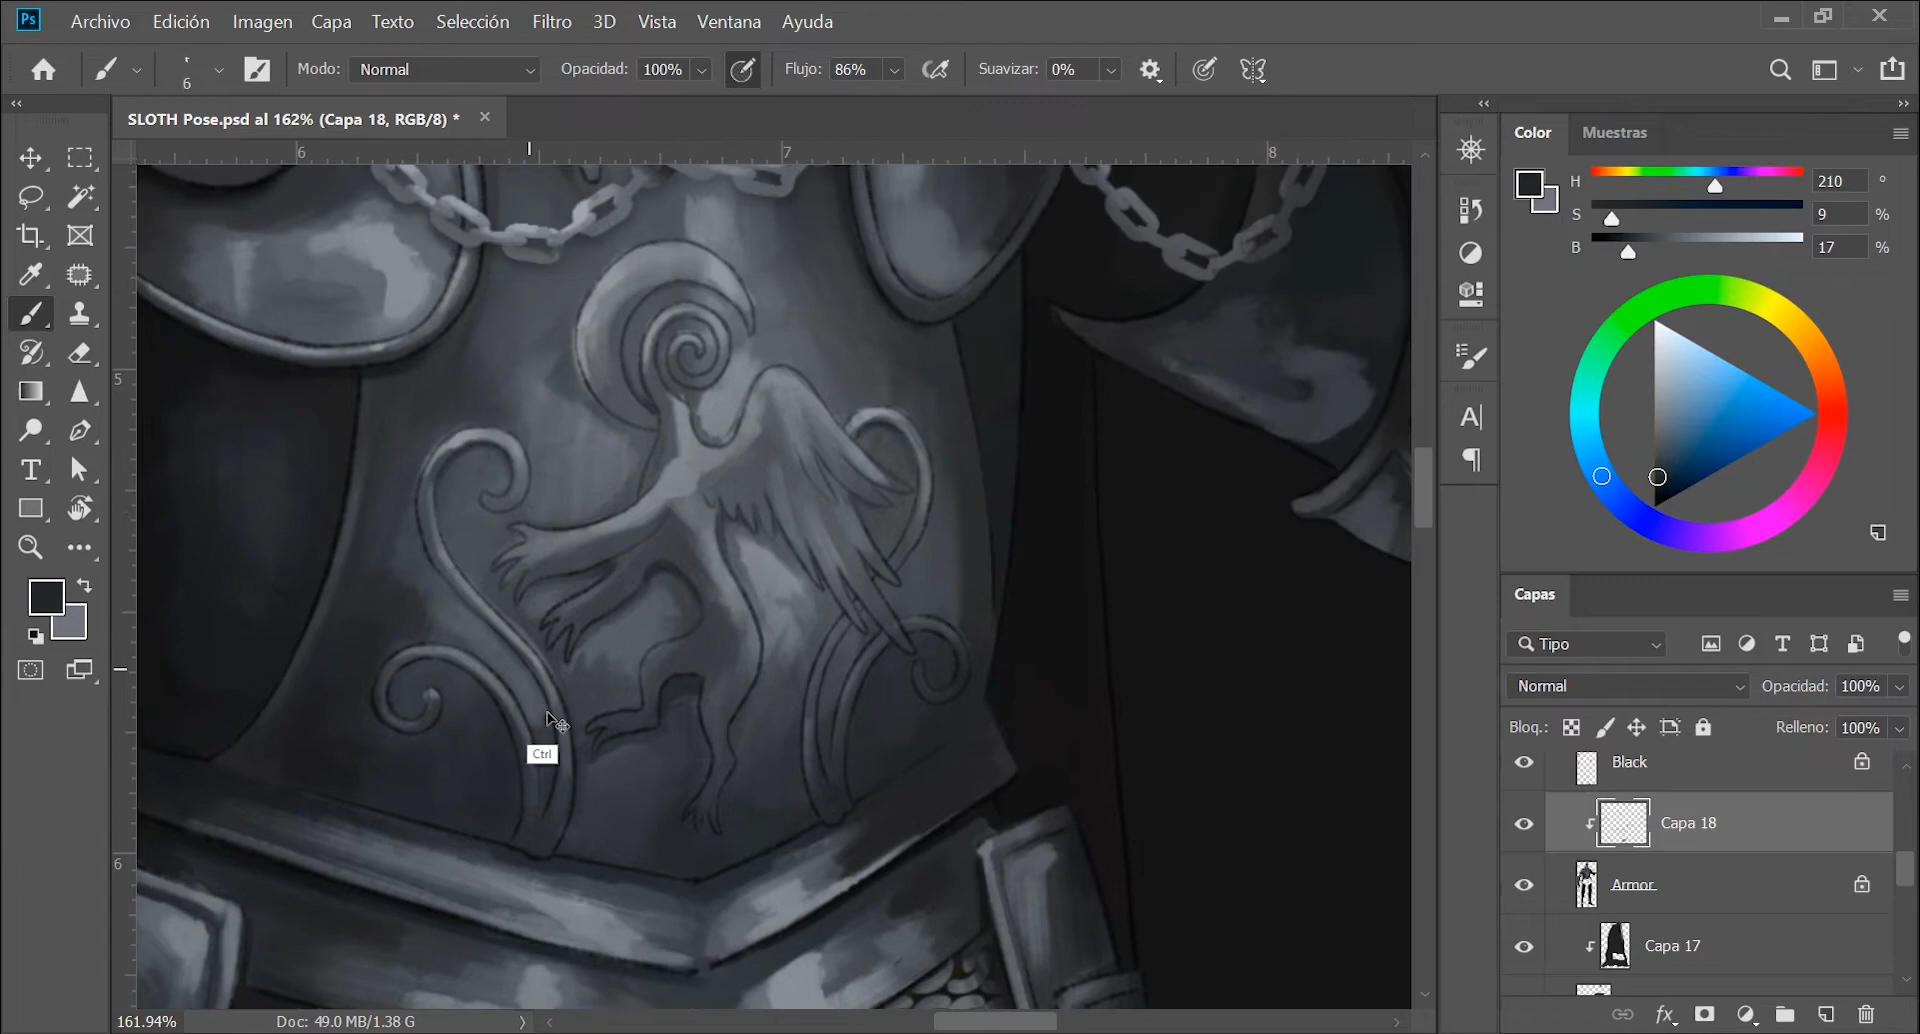 Ps Archivo Edición Imagen Capa Texto Selección Filtro 3D Vista Ventana Ayuda
6 Modo: Normal Opacidad: 100% Flujo: 86% Suavizar: 0%
SLOTH Pose.psd al 162% (Capa 18, RGB/8) *
6 7 8
5
6
Ctrl
161.94% Doc: 49.0 MB/1.38 G
Color Muestras
H 210 °
S 9 %
B 17 %
Capas
Tipo
Normal Opacidad: 100%
Bloq.: Relleno: 100%
Black
Capa 18
Armor
Capa 17
fx